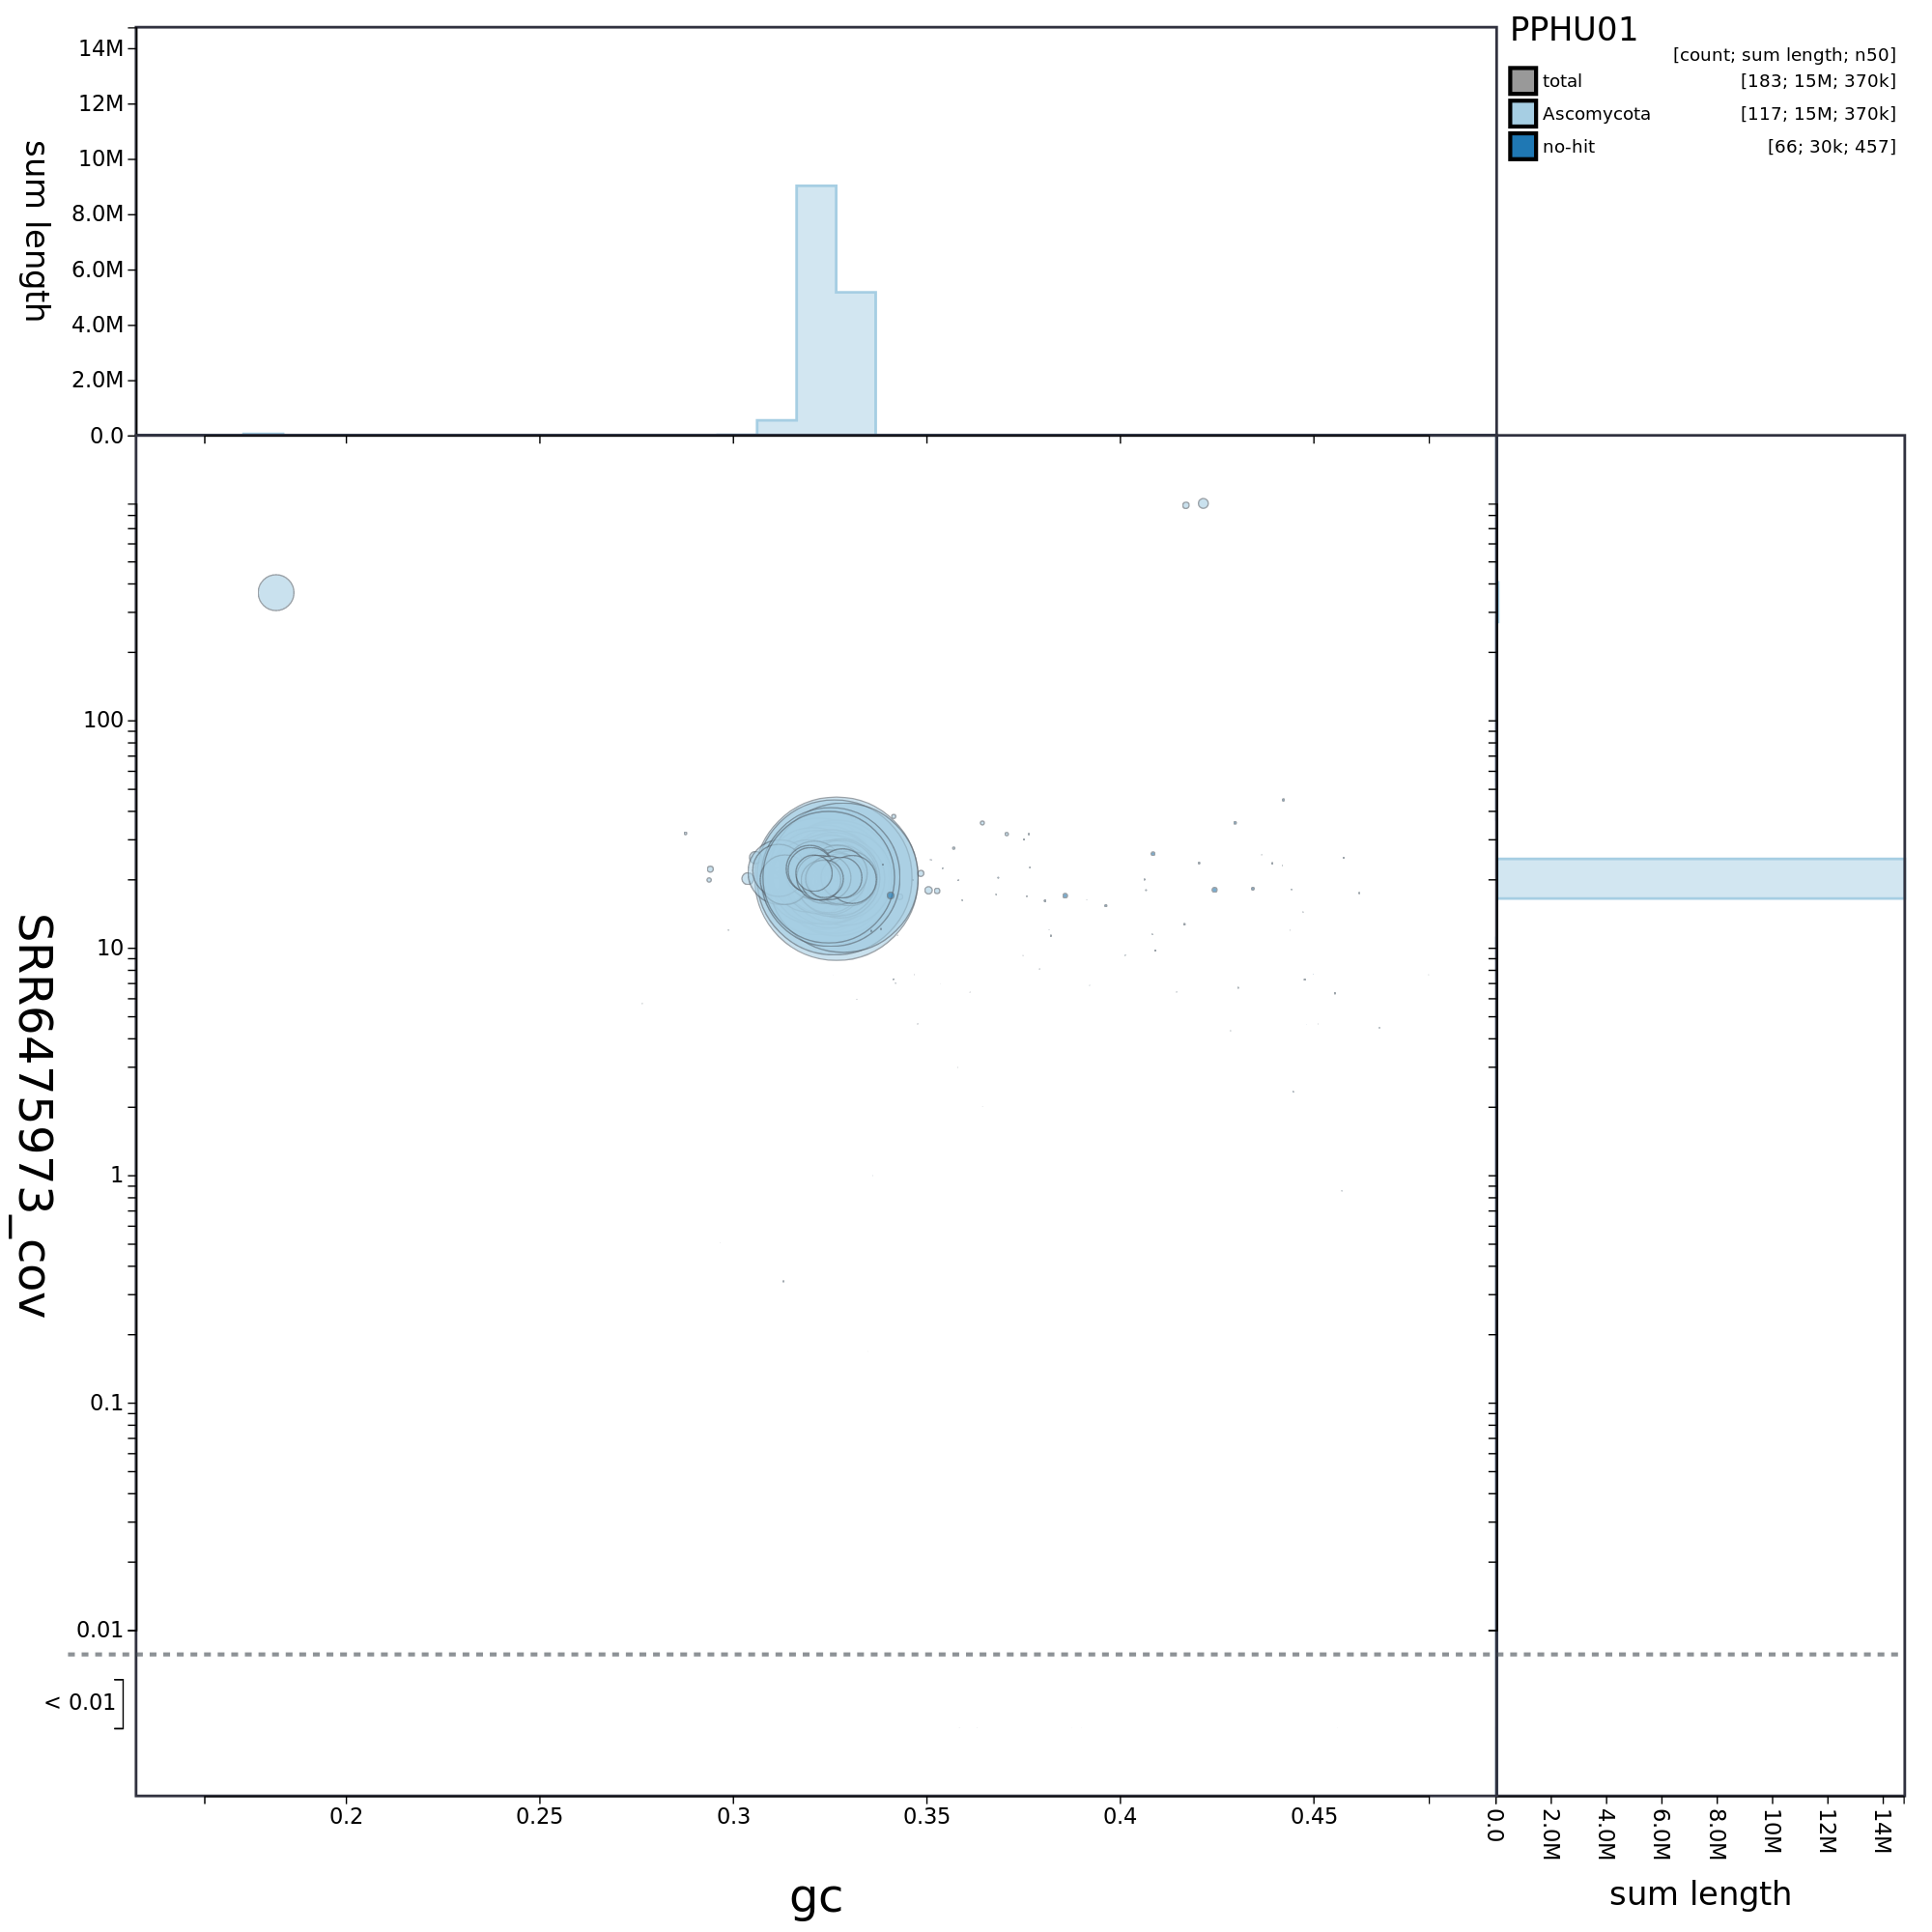 PPHU01
[count; sum length; n50]
total [183; 15M; 370k]
Ascomycota [117; 15M; 370k]
no-hit [66; 30k; 457]
sum length
14M
12M
10M
8.0M
6.0M
4.0M
2.0M
0.0
SRR6475973_cov
100
10
1
0.1
0.01
< 0.01
0.2 0.25 0.3 0.35 0.4 0.45
gc
0.0 2.0M 4.0M 6.0M 8.0M 10M 12M 14M
sum length